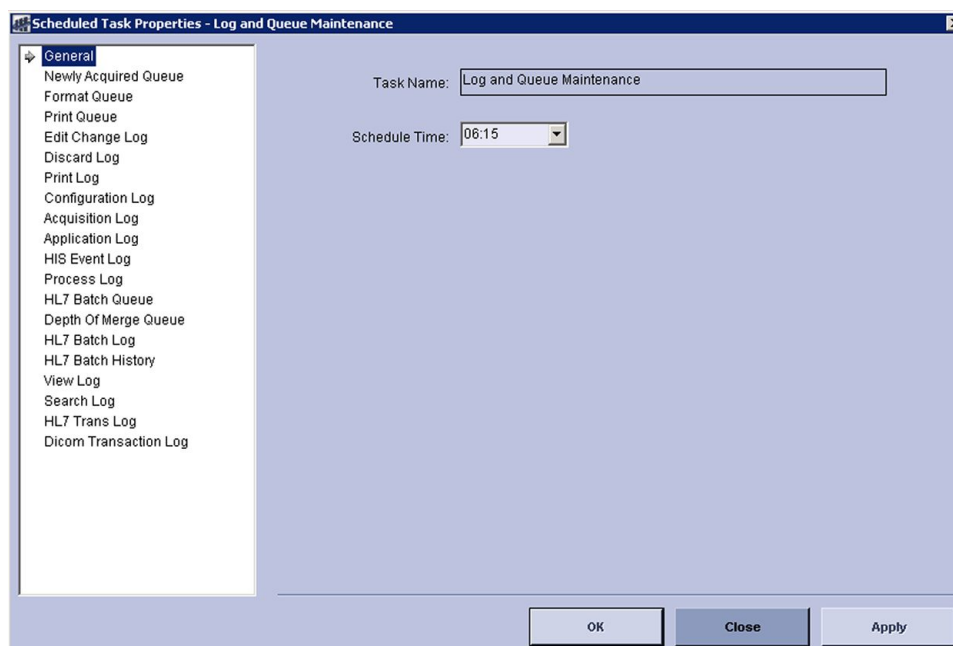 Scheduled Task Properties - Log and Queue Maintenance
General
Newly Acquired Queue
Format Queue
Print Queue
Edit Change Log
Discard Log
Print Log
Configuration Log
Acquisition Log
Application Log
HIS Event Log
Process Log
HL7 Batch Queue
Depth Of Merge Queue
HL7 Batch Log
HL7 Batch History
View Log
Search Log
HL7 Trans Log
Dicom Transaction Log
Task Name: Log and Queue Maintenance
Schedule Time: 06:15
OK Close Apply